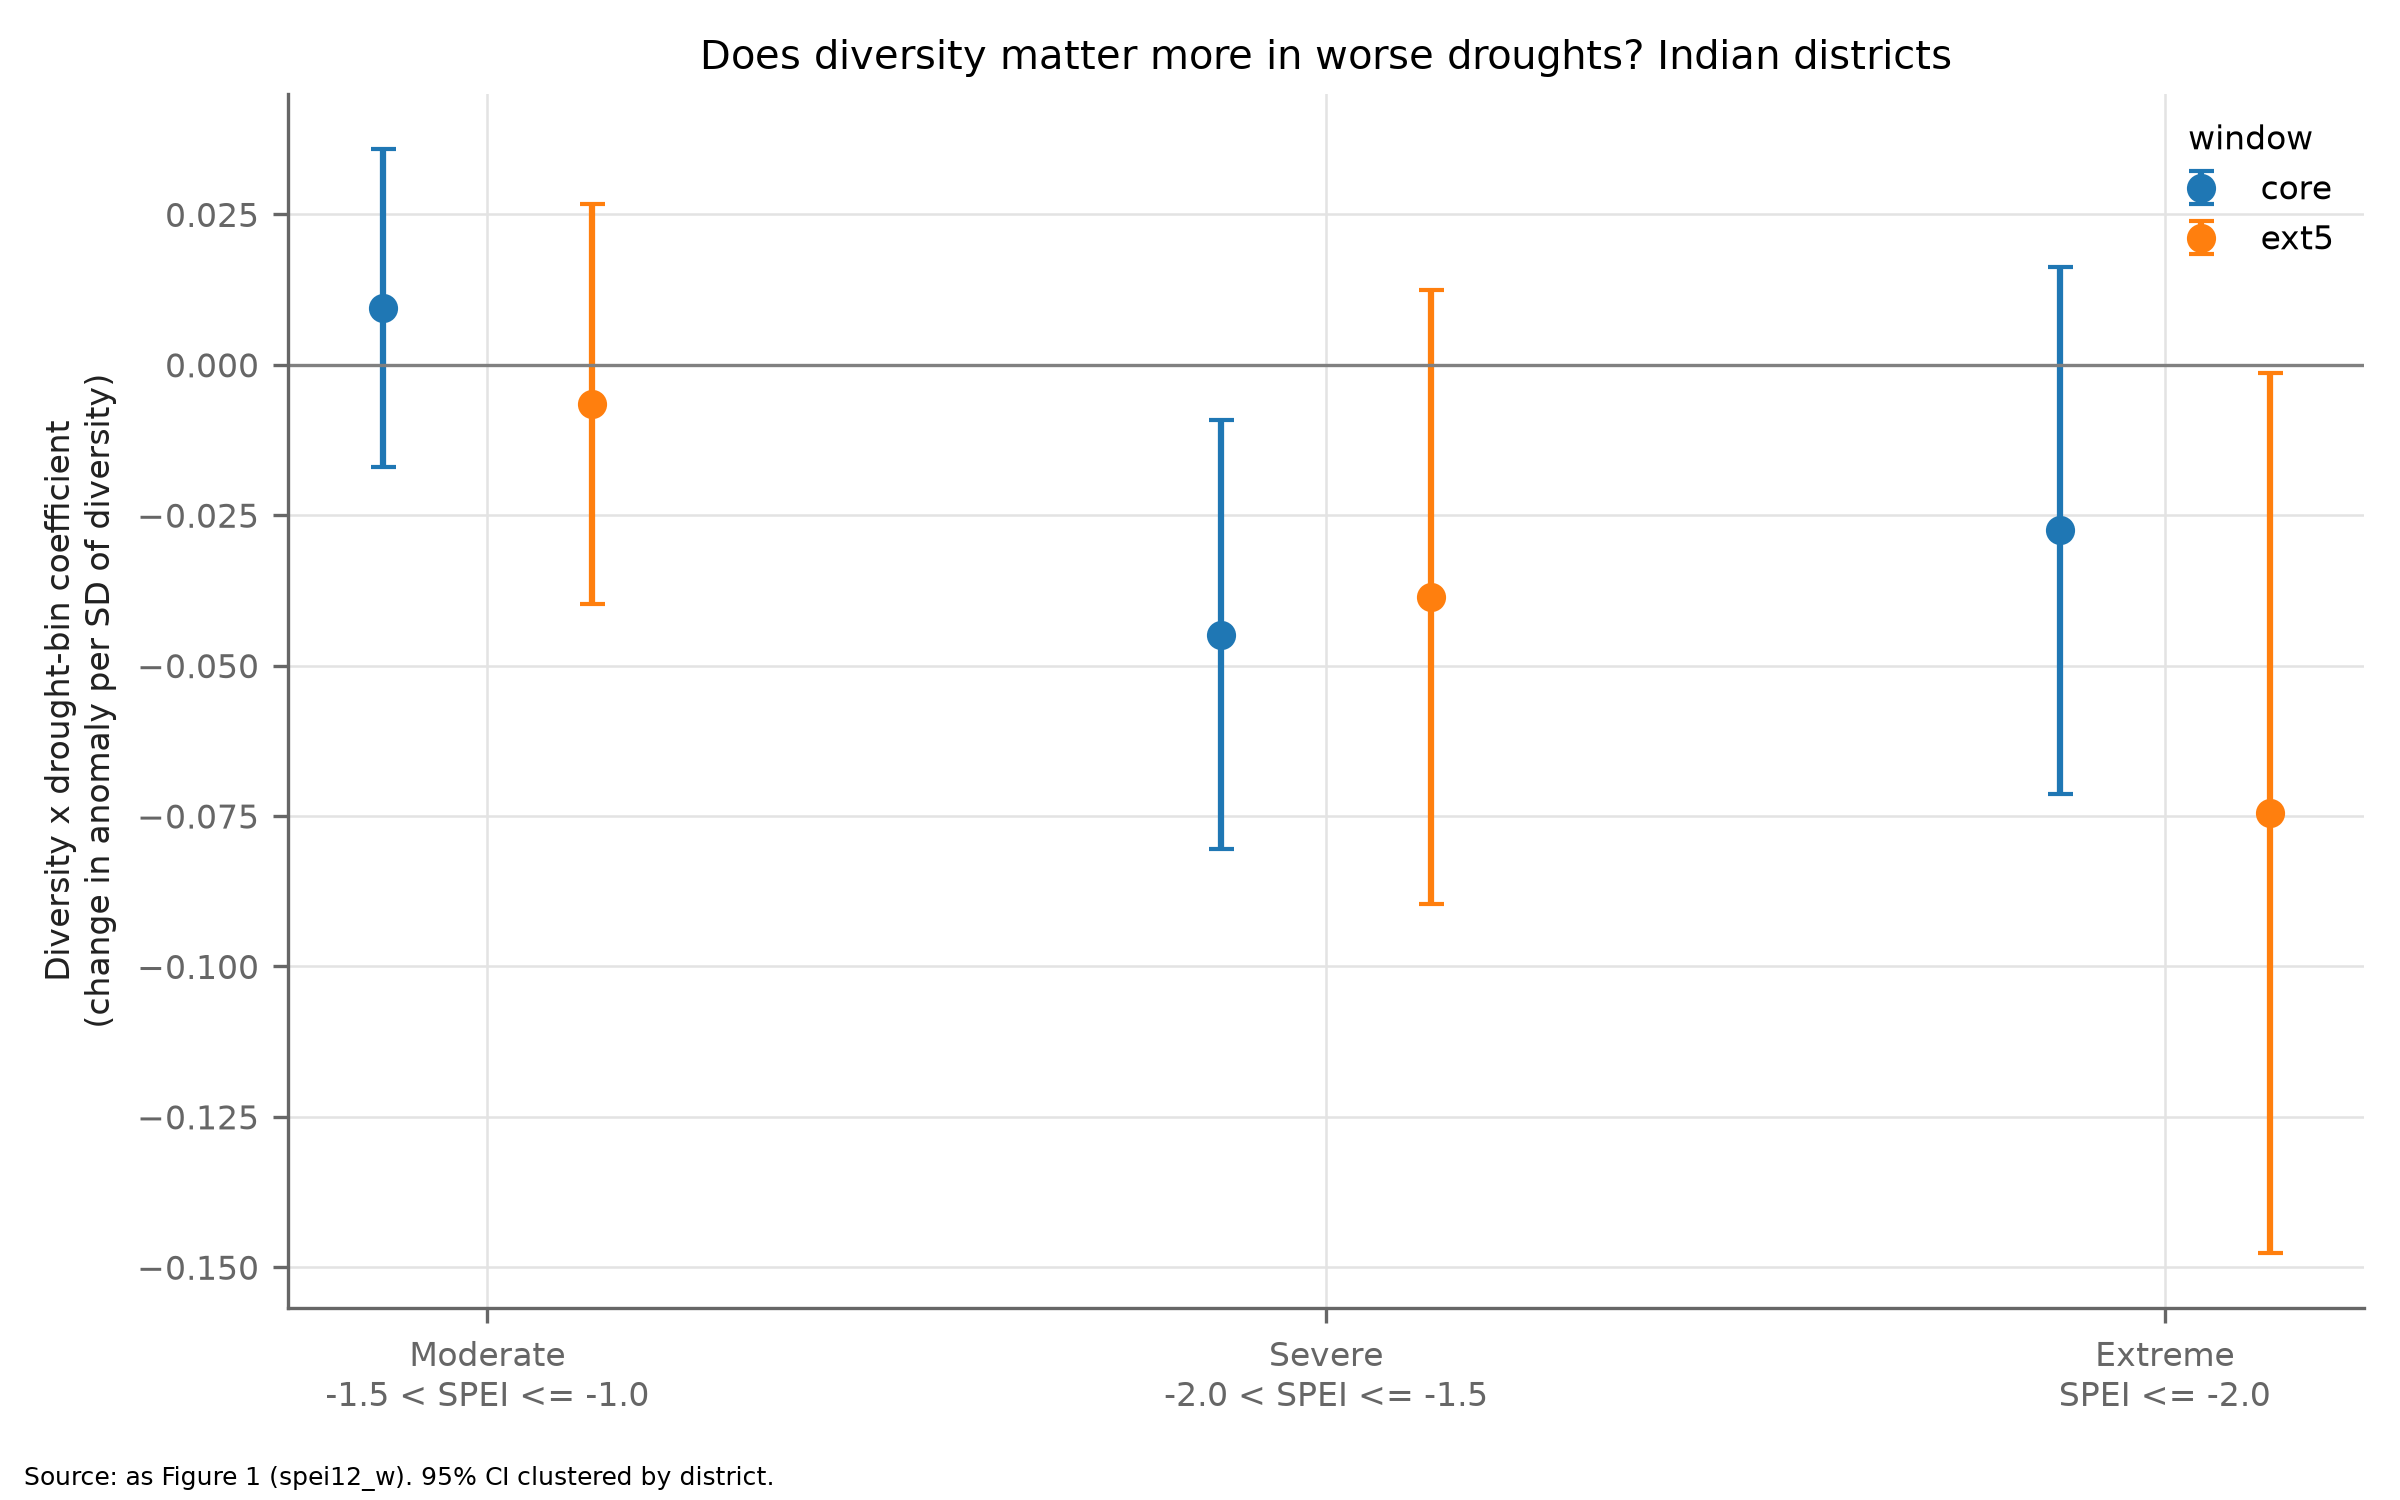 Does diversity matter more in worse droughts? Indian districts
window
core
ext5
Diversity x drought-bin coefficient
(change in anomaly per SD of diversity)
0.025
0.000
−0.025
−0.050
−0.075
−0.100
−0.125
−0.150
Moderate
-1.5 < SPEI <= -1.0
Severe
-2.0 < SPEI <= -1.5
Extreme
SPEI <= -2.0
Source: as Figure 1 (spei12_w). 95% CI clustered by district.